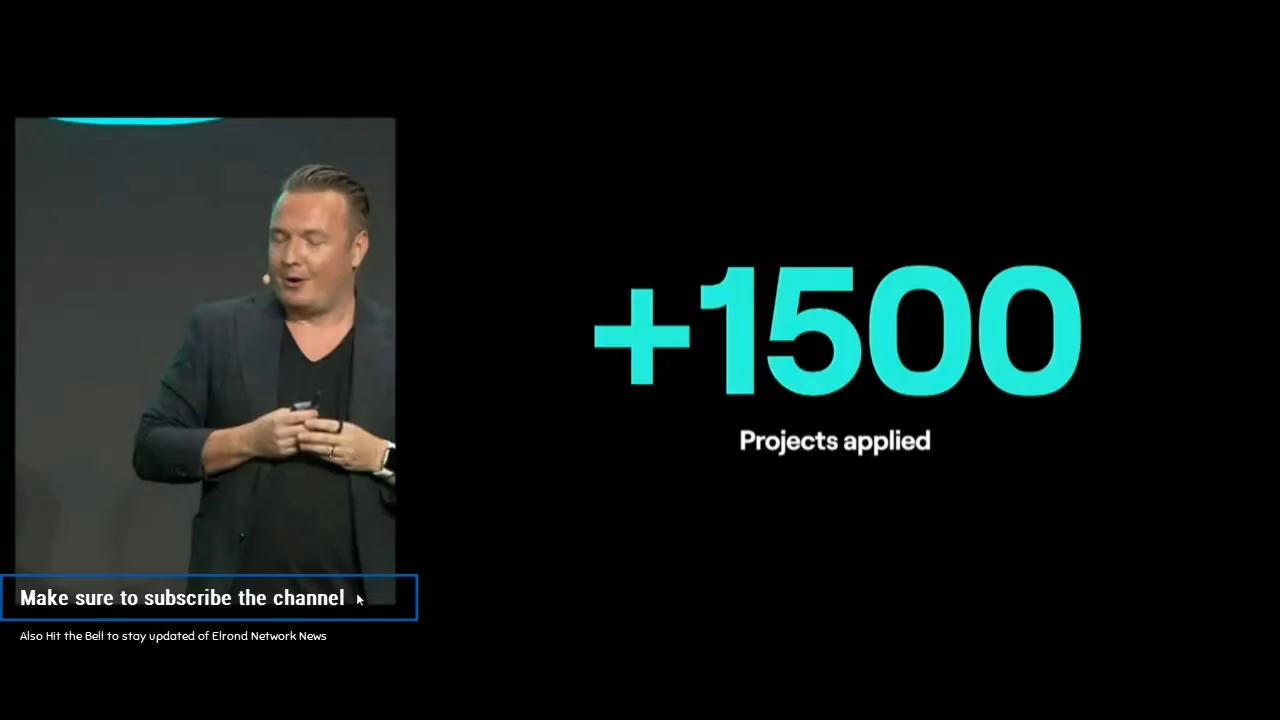 +1500
Projects applied
Make sure to subscribe the channel
Also Hit the Bell to stay updated of Elrond Network News